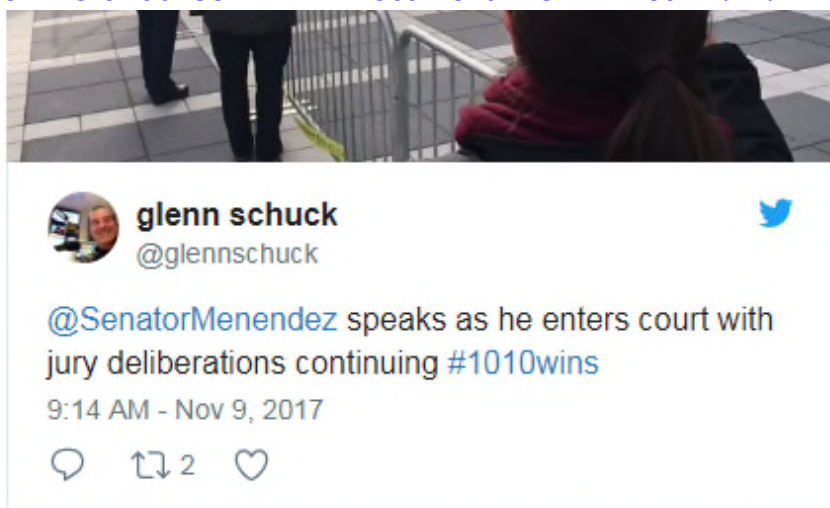 glenn schuck
@glennschuck
@SenatorMenendez speaks as he enters court with
jury deliberations continuing #1010wins
9:14 AM - Nov 9, 2017
2